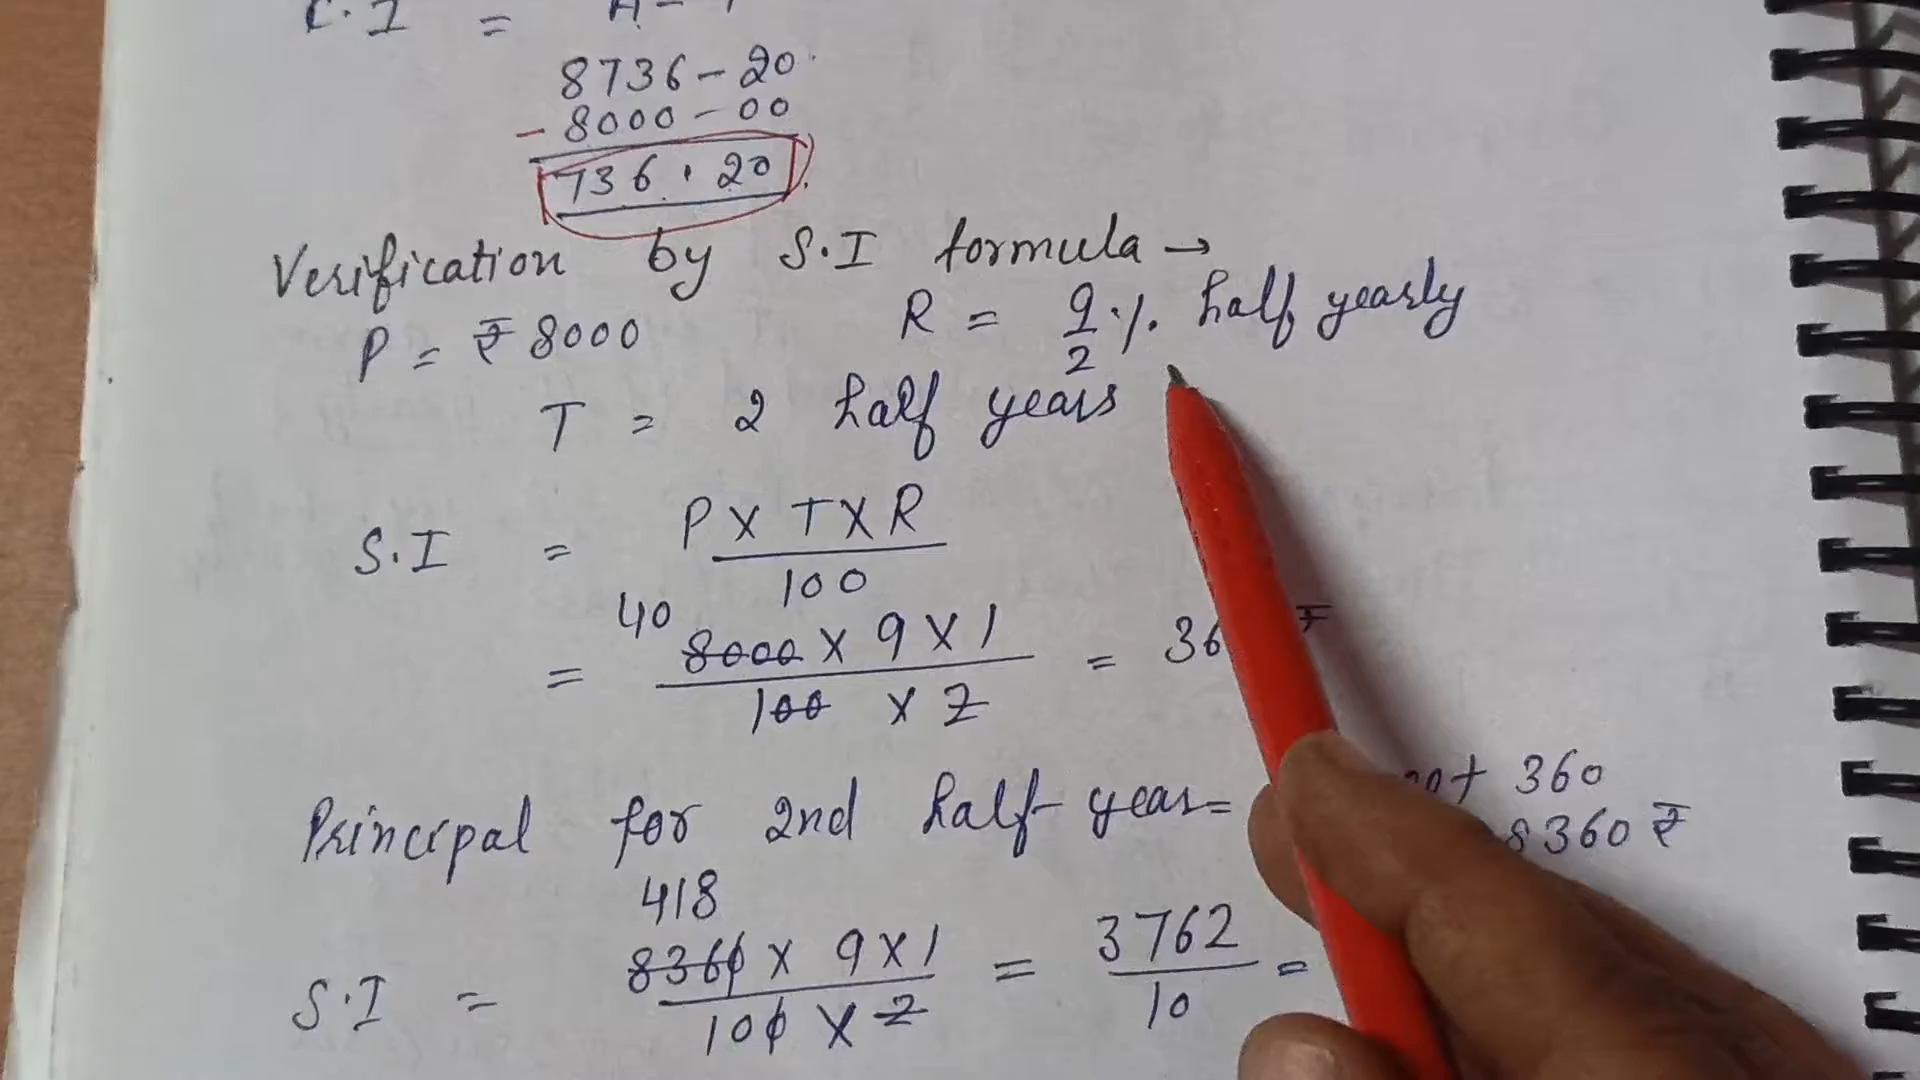 C.I = A - P
8736-20
- 8000-00
736.20
Verification by S.I formula →
P = ₹ 8000 R = 9/2 % half yearly
T = 2 half years
S.I = P X T X R / 100
40
= 8000 X 9 X 1 / 100 X 2 = 36 ₹
Principal for 2nd half-year = + 360
8360 ₹
418
S.I = 8360 X 9 X 1 / 100 X 2 = 3762 / 10 =